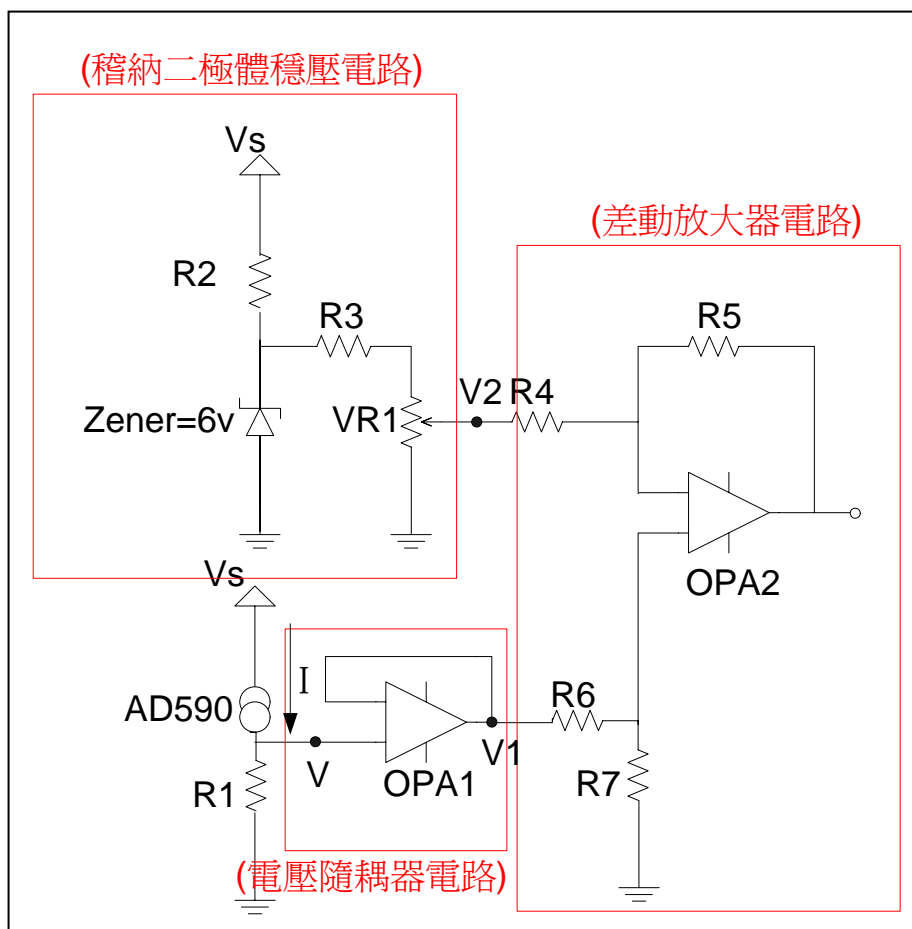 (稽納二極體穩壓電路)
Vs
(差動放大器電路)
R2
R3
R5
V2
R4
Zener=6v
VR1
OPA2
Vs
I
AD590
R6
V
V1
R1
OPA1
R7
(電壓隨耦器電路)